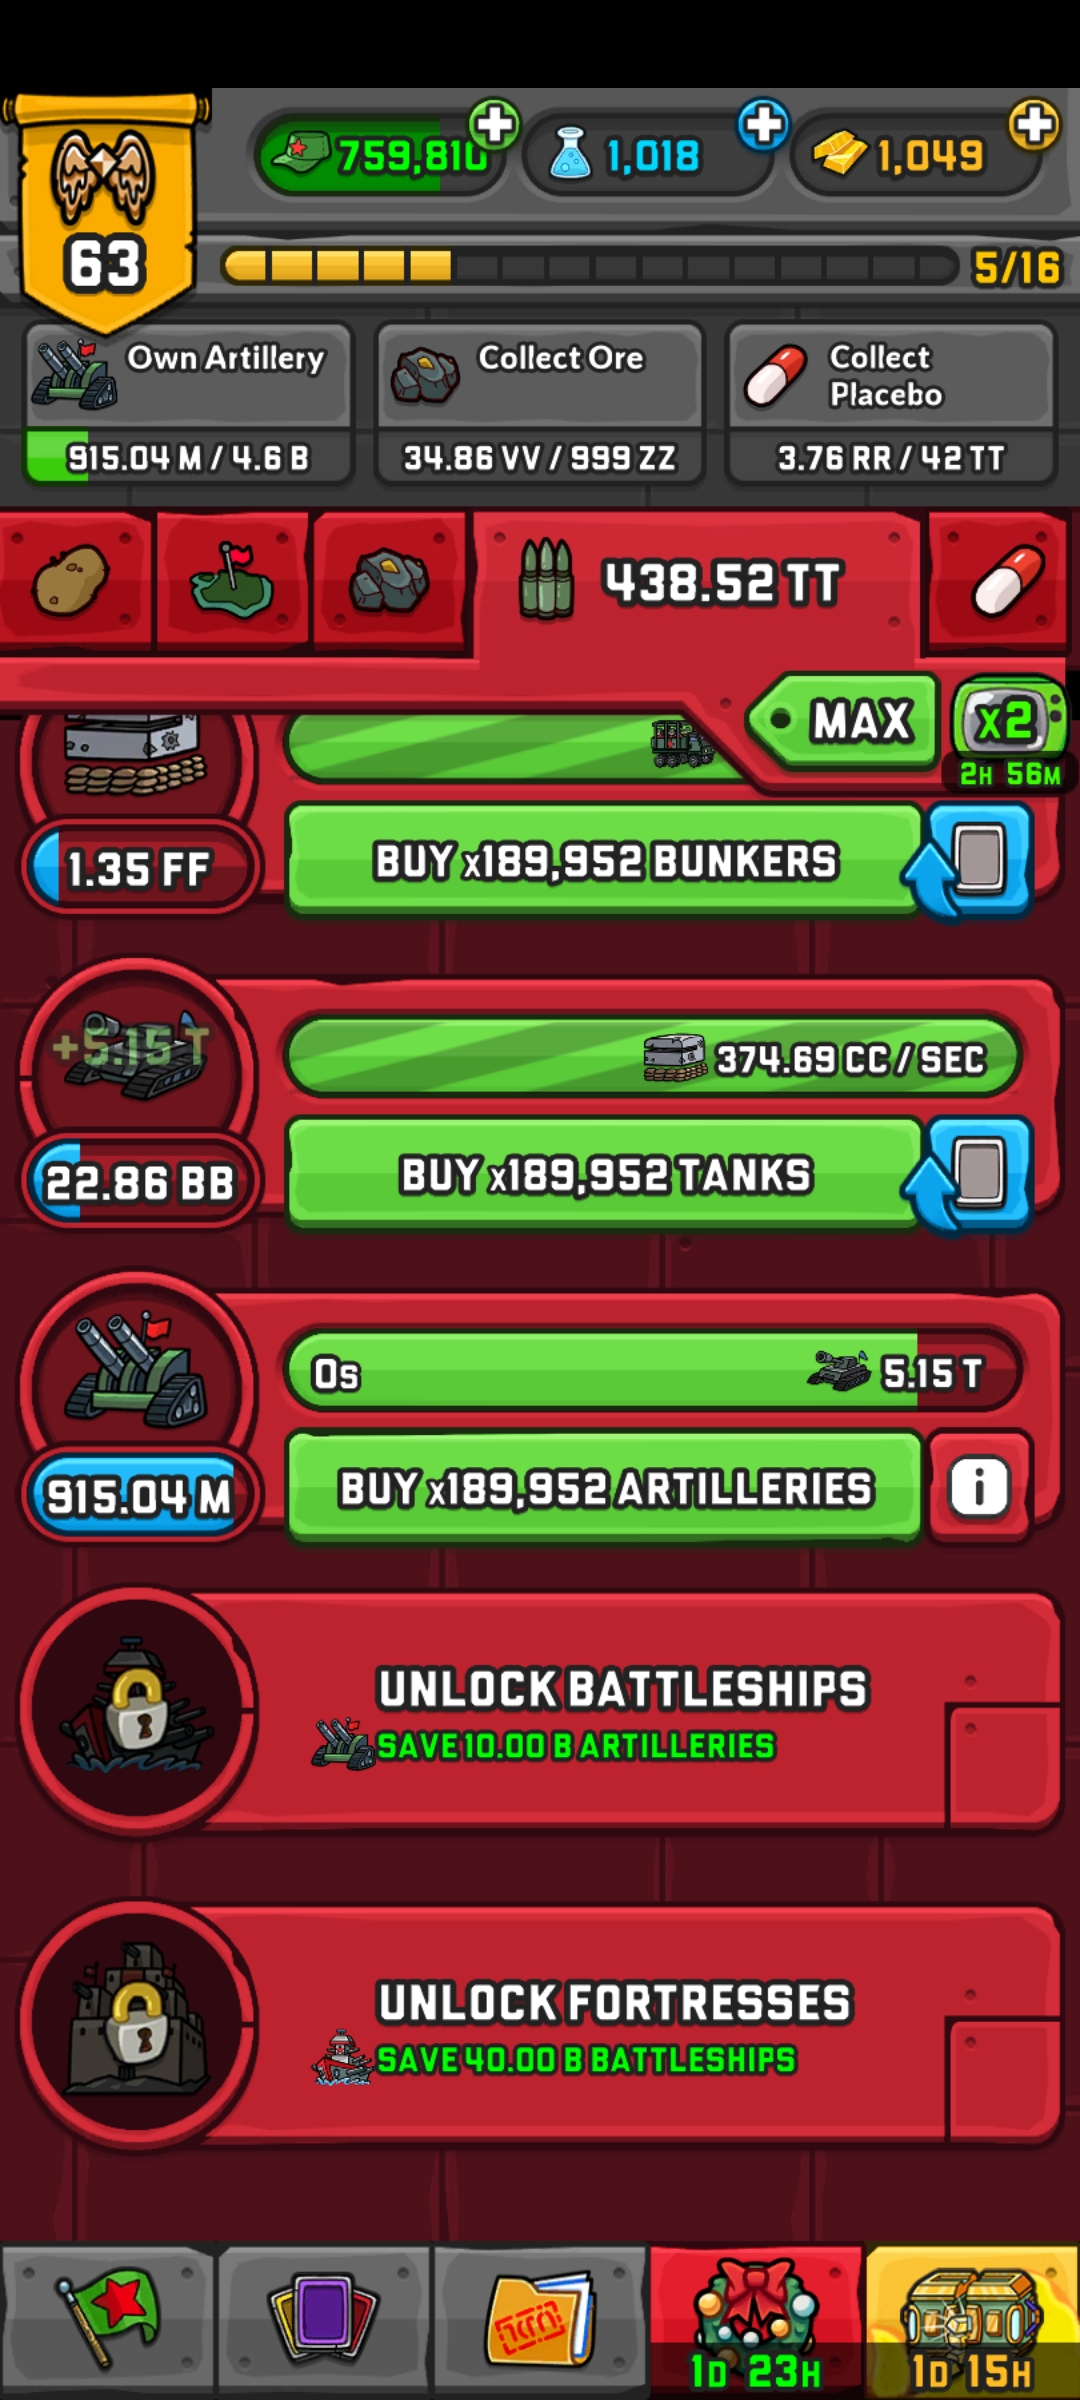 759,810
1,018
1,049
63
5/16
Own Artillery
915.04 M / 4.6 B
Collect Ore
34.86 VV / 999 ZZ
Collect
Placebo
3.76 RR / 42 TT
438.52 TT
MAX
x2
2H 56M
1.35 FF
BUY x189,952 BUNKERS
+5.15 T
374.69 CC / SEC
22.86 BB
BUY x189,952 TANKS
0s
5.15 T
915.04 M
BUY x189,952 ARTILLERIES
i
UNLOCK BATTLESHIPS
SAVE 10.00 B ARTILLERIES
UNLOCK FORTRESSES
SAVE 40.00 B BATTLESHIPS
1D 23H
1D 15H